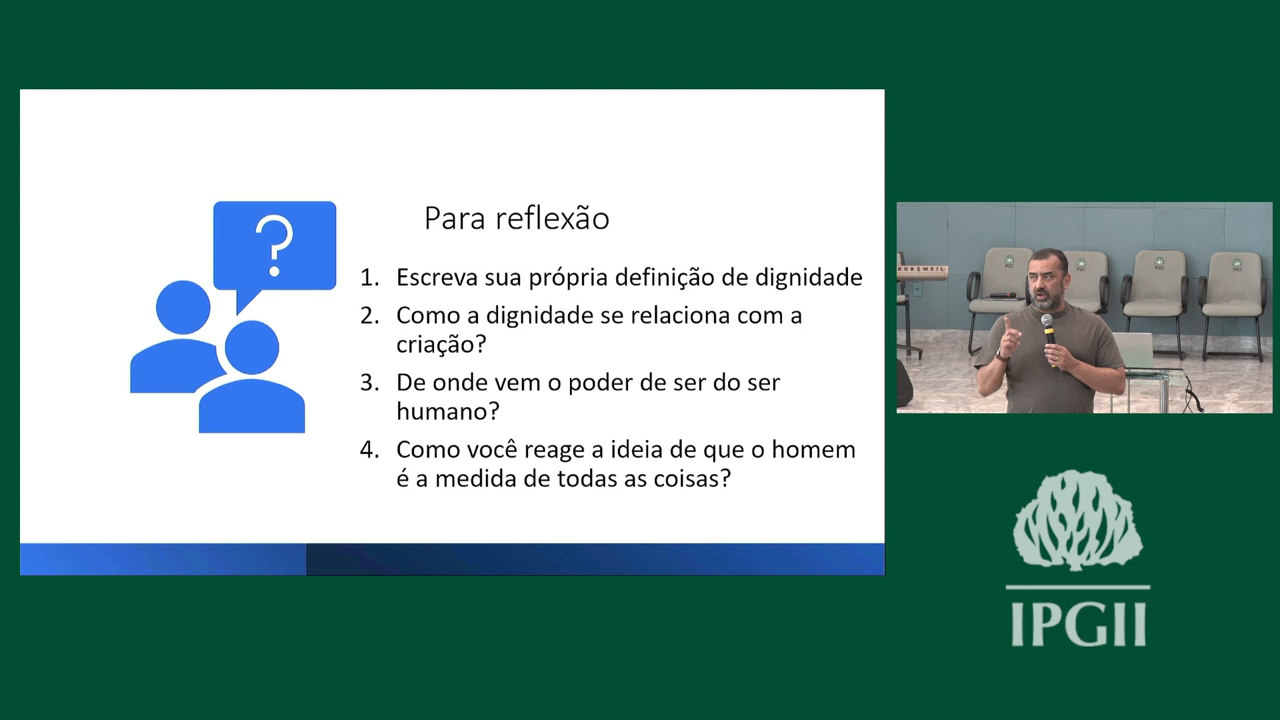 ?
Para reflexão
1. Escreva sua própria definição de dignidade
2. Como a dignidade se relaciona com a
criação?
3. De onde vem o poder de ser do ser
humano?
4. Como você reage a ideia de que o homem
é a medida de todas as coisas?
KURZWEIL
IPGII